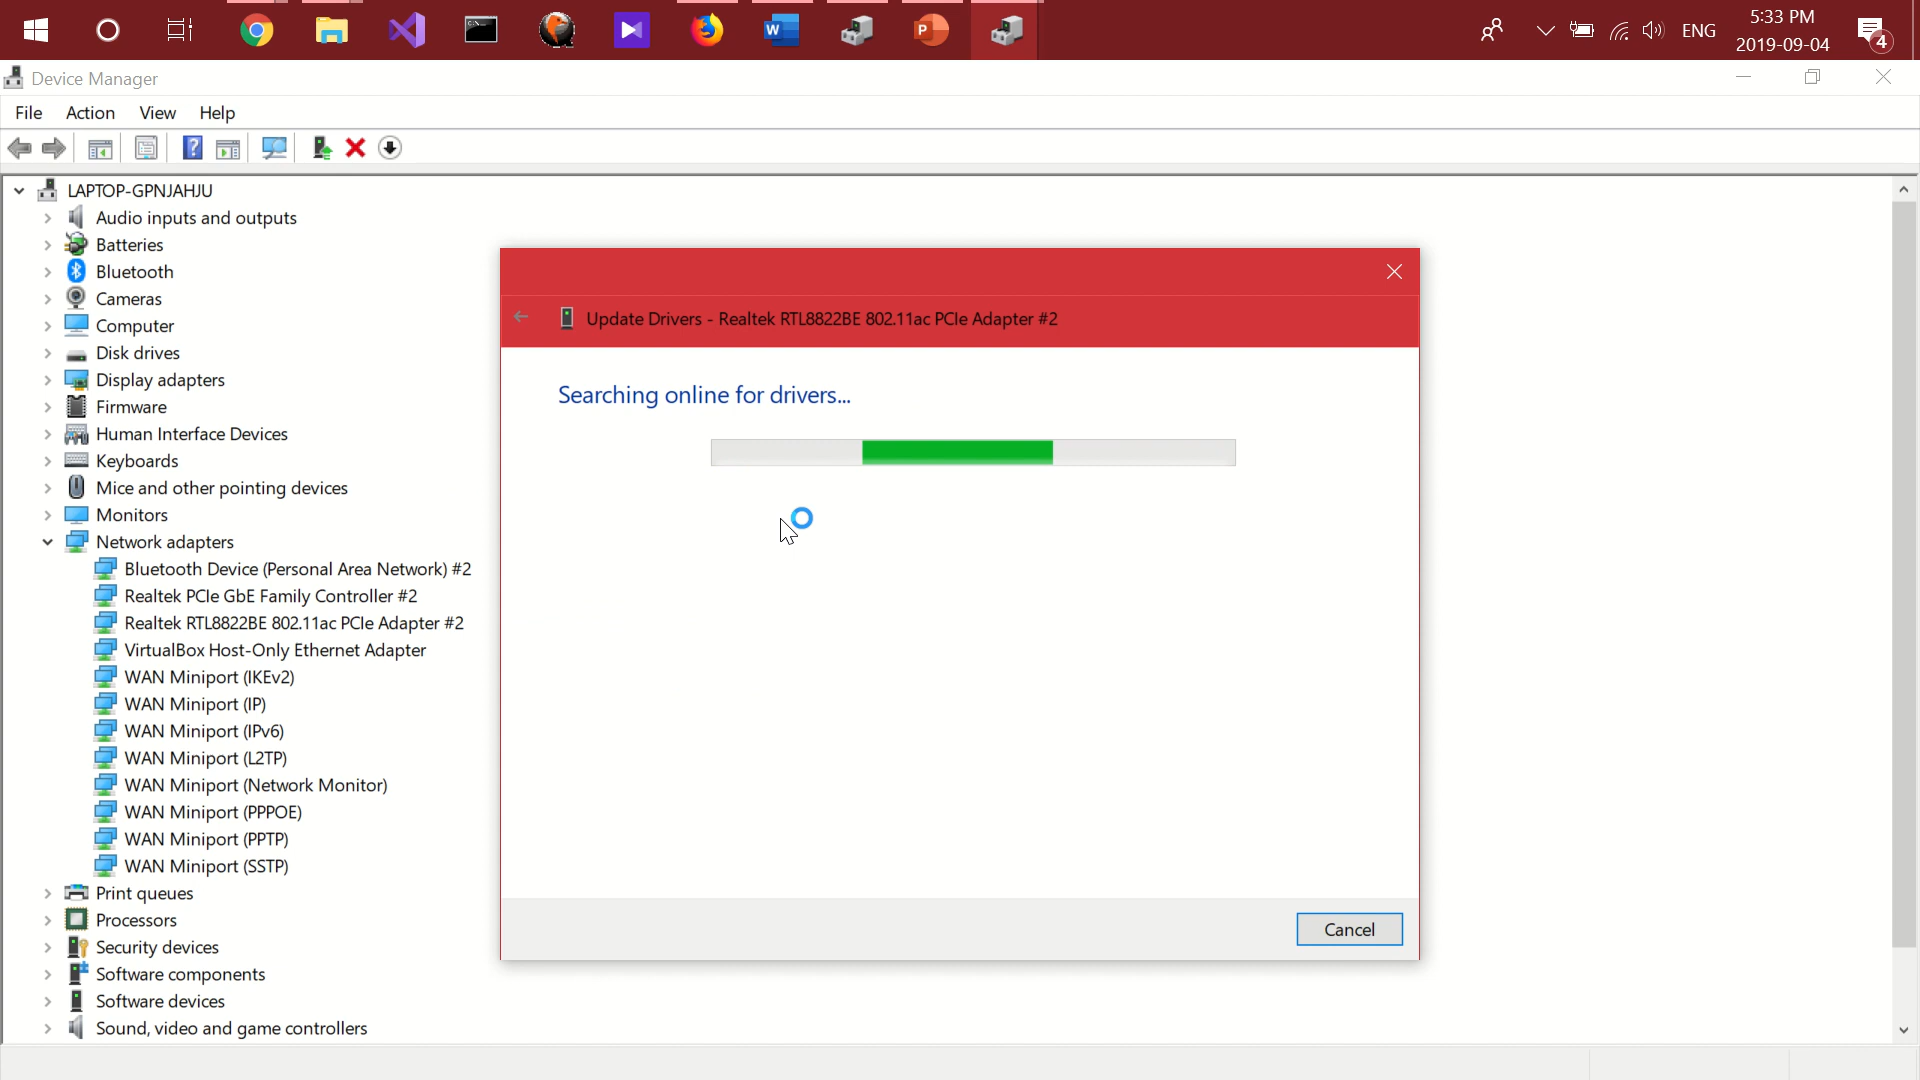 ENG
5:33 PM
2019-09-04
4
Device Manager
File Action View Help
LAPTOP-GPNJAHJU
Audio inputs and outputs
Batteries
Bluetooth
Cameras
Computer
Disk drives
Display adapters
Firmware
Human Interface Devices
Keyboards
Mice and other pointing devices
Monitors
Network adapters
Bluetooth Device (Personal Area Network) #2
Realtek PCIe GbE Family Controller #2
Realtek RTL8822BE 802.11ac PCIe Adapter #2
VirtualBox Host-Only Ethernet Adapter
WAN Miniport (IKEv2)
WAN Miniport (IP)
WAN Miniport (IPv6)
WAN Miniport (L2TP)
WAN Miniport (Network Monitor)
WAN Miniport (PPPOE)
WAN Miniport (PPTP)
WAN Miniport (SSTP)
Print queues
Processors
Security devices
Software components
Software devices
Sound, video and game controllers
Update Drivers - Realtek RTL8822BE 802.11ac PCIe Adapter #2
Searching online for drivers...
Cancel